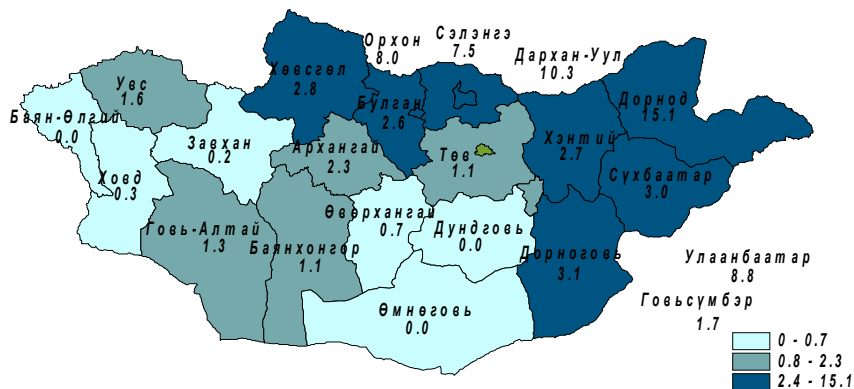 Орхон
8.0
Сэлэнгэ
7.5
Дархан-Уул
10.3
Хөвсгөл
2.8
Увс
1.6
Булган
2.6
Дорнод
15.1
Баян-Өлгий
0.0
Завхан
0.2
Архангай
2.3
Төв
1.1
Хэнтий
2.7
Ховд
0.3
Сүхбаатар
3.0
Өвөрхангай
0.7
Говь-Алтай
1.3
Баянхонгор
1.1
Дундговь
0.0
Дорноговь
3.1
Улаанбаатар
8.8
Өмнөговь
0.0
Говьсүмбэр
1.7
0 - 0.7
0.8 - 2.3
2.4 - 15.1